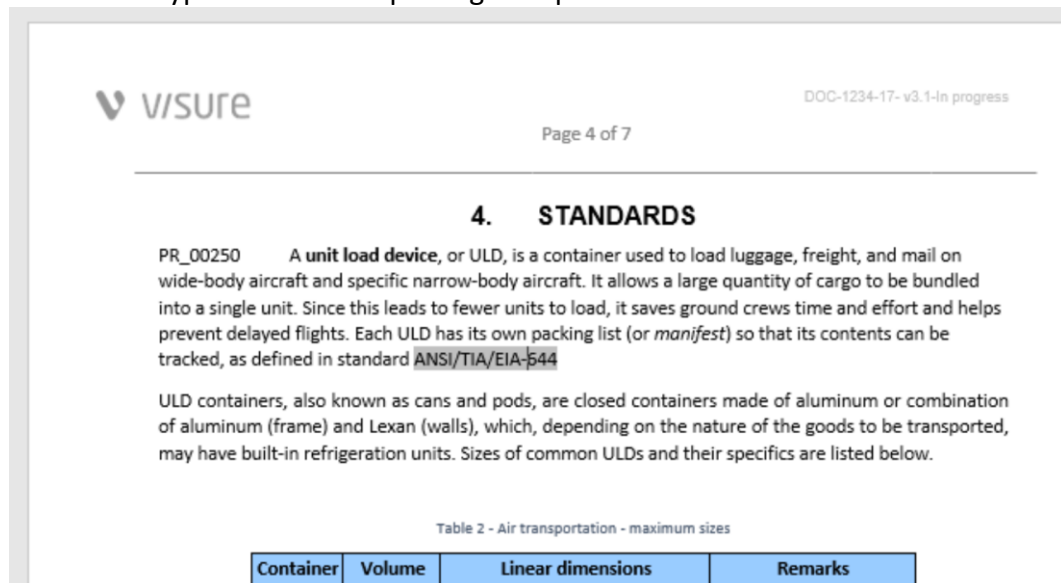 visure
DOC-1234-17- v3.1-In progress
Page 4 of 7
4. STANDARDS
PR_00250 A unit load device, or ULD, is a container used to load luggage, freight, and mail on
wide-body aircraft and specific narrow-body aircraft. It allows a large quantity of cargo to be bundled
into a single unit. Since this leads to fewer units to load, it saves ground crews time and effort and helps
prevent delayed flights. Each ULD has its own packing list (or manifest) so that its contents can be
tracked, as defined in standard ANSI/TIA/EIA-644
ULD containers, also known as cans and pods, are closed containers made of aluminum or combination
of aluminum (frame) and Lexan (walls), which, depending on the nature of the goods to be transported,
may have built-in refrigeration units. Sizes of common ULDs and their specifics are listed below.
Table 2 - Air transportation - maximum sizes
Container Volume Linear dimensions Remarks